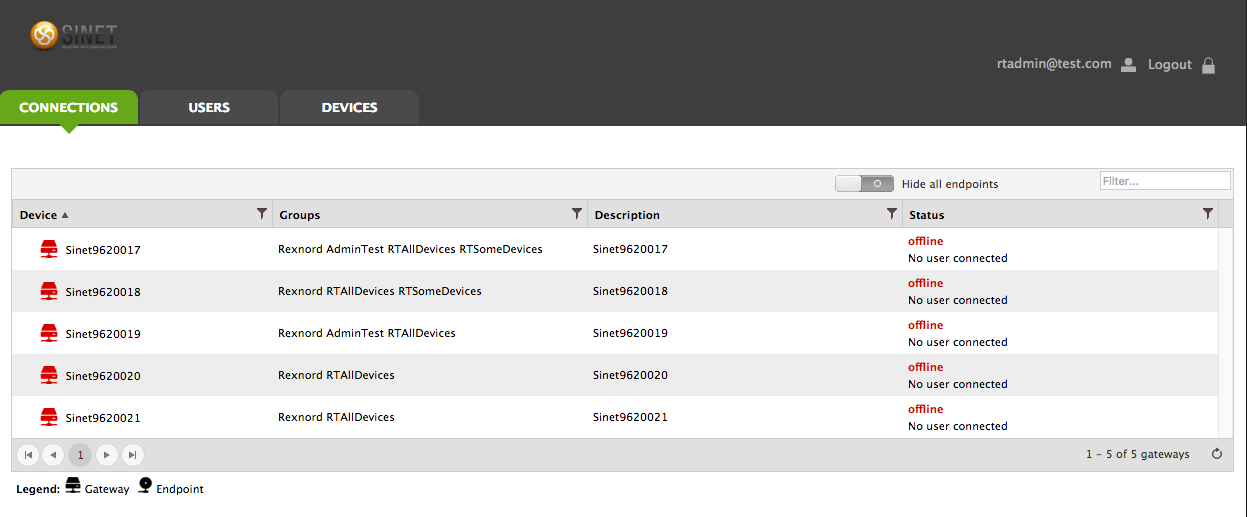 SINET
rtadmin@test.com Logout
CONNECTIONS USERS DEVICES
Hide all endpoints Filter...
Device Groups Description Status
Sinet9620017 Rexnord AdminTest RTAllDevices RTSomeDevices Sinet9620017 offline
No user connected
Sinet9620018 Rexnord RTAllDevices RTSomeDevices Sinet9620018 offline
No user connected
Sinet9620019 Rexnord AdminTest RTAllDevices Sinet9620019 offline
No user connected
Sinet9620020 Rexnord RTAllDevices Sinet9620020 offline
No user connected
Sinet9620021 Rexnord RTAllDevices Sinet9620021 offline
No user connected
1 1 – 5 of 5 gateways
Legend: Gateway Endpoint